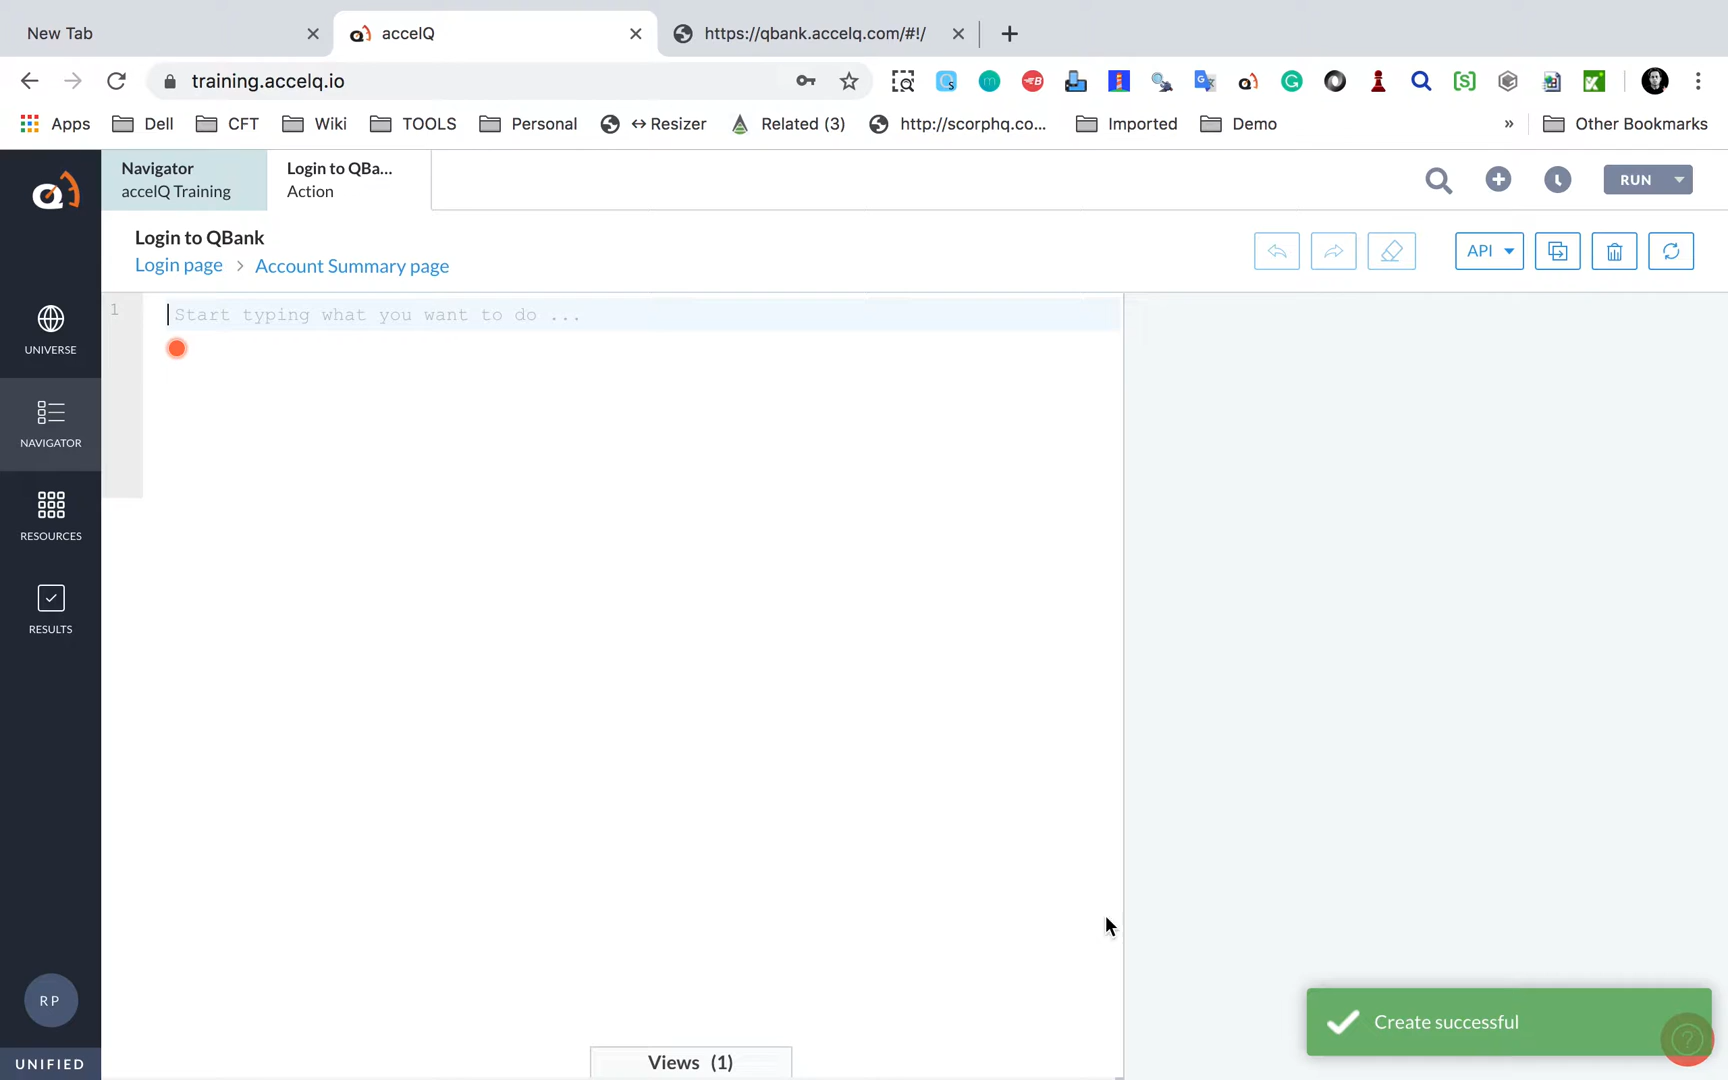 New Tab
accelQ
https://qbank.accelq.com/#!/
training.accelq.io
Apps
Dell
CFT
Wiki
TOOLS
Personal
↔ Resizer
Related (3)
http://scorphq.co...
Imported
Demo
»
Other Bookmarks
Navigator
accelQ Training
Login to QBa...
Action
RUN
Login to QBank
Login page > Account Summary page
API
1
Start typing what you want to do ...
UNIVERSE
NAVIGATOR
RESOURCES
RESULTS
RP
UNIFIED
Views (1)
Create successful
?